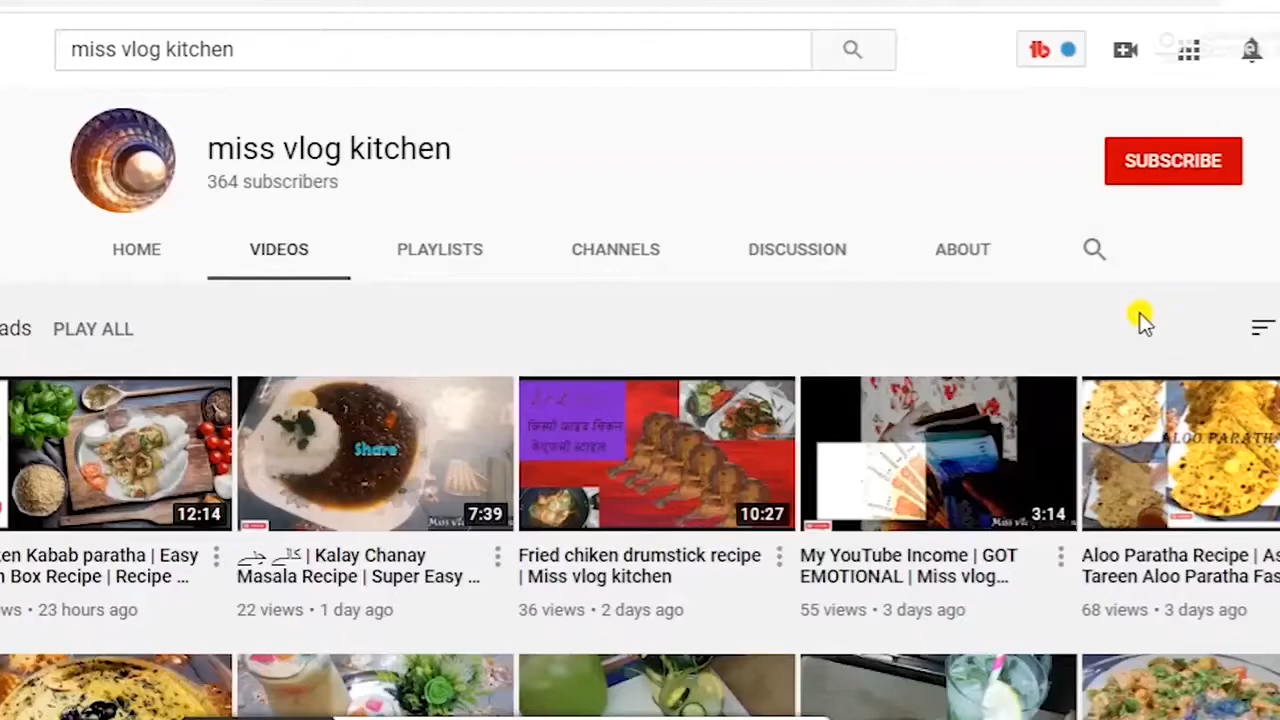 miss vlog kitchen
miss vlog kitchen
364 subscribers
SUBSCRIBE
HOME VIDEOS PLAYLISTS CHANNELS DISCUSSION ABOUT
ads PLAY ALL
12:14
Share
7:39
10:27
3:14
ALOO PARATHA
en Kabab paratha | Easy
Box Recipe | Recipe ...
ws • 23 hours ago
کالے چنے | Kalay Chanay
Masala Recipe | Super Easy ...
22 views • 1 day ago
Fried chiken drumstick recipe
| Miss vlog kitchen
36 views • 2 days ago
My YouTube Income | GOT
EMOTIONAL | Miss vlog...
55 views • 3 days ago
Aloo Paratha Recipe | As
Tareen Aloo Paratha Fas
68 views • 3 days ago